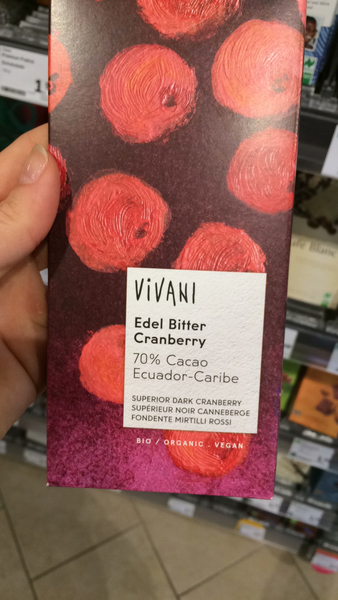 ViVANI
Edel Bitter
Cranberry
70% Cacao
Ecuador-Caribe
SUPERIOR DARK CRANBERRY
SUPÉRIEUR NOIR CANNEBERGE
FONDENTE MIRTILLI ROSSI
BIO / ORGANIC . VEGAN